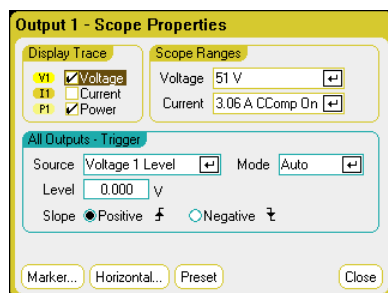 Output 1 - Scope Properties
Display Trace
V1 Voltage
I1 Current
P1 Power
Scope Ranges
Voltage 51 V
Current 3.06 A CComp On
All Outputs - Trigger
Source Voltage 1 Level Mode Auto
Level 0.000 V
Slope Positive Negative
Marker... Horizontal... Preset Close